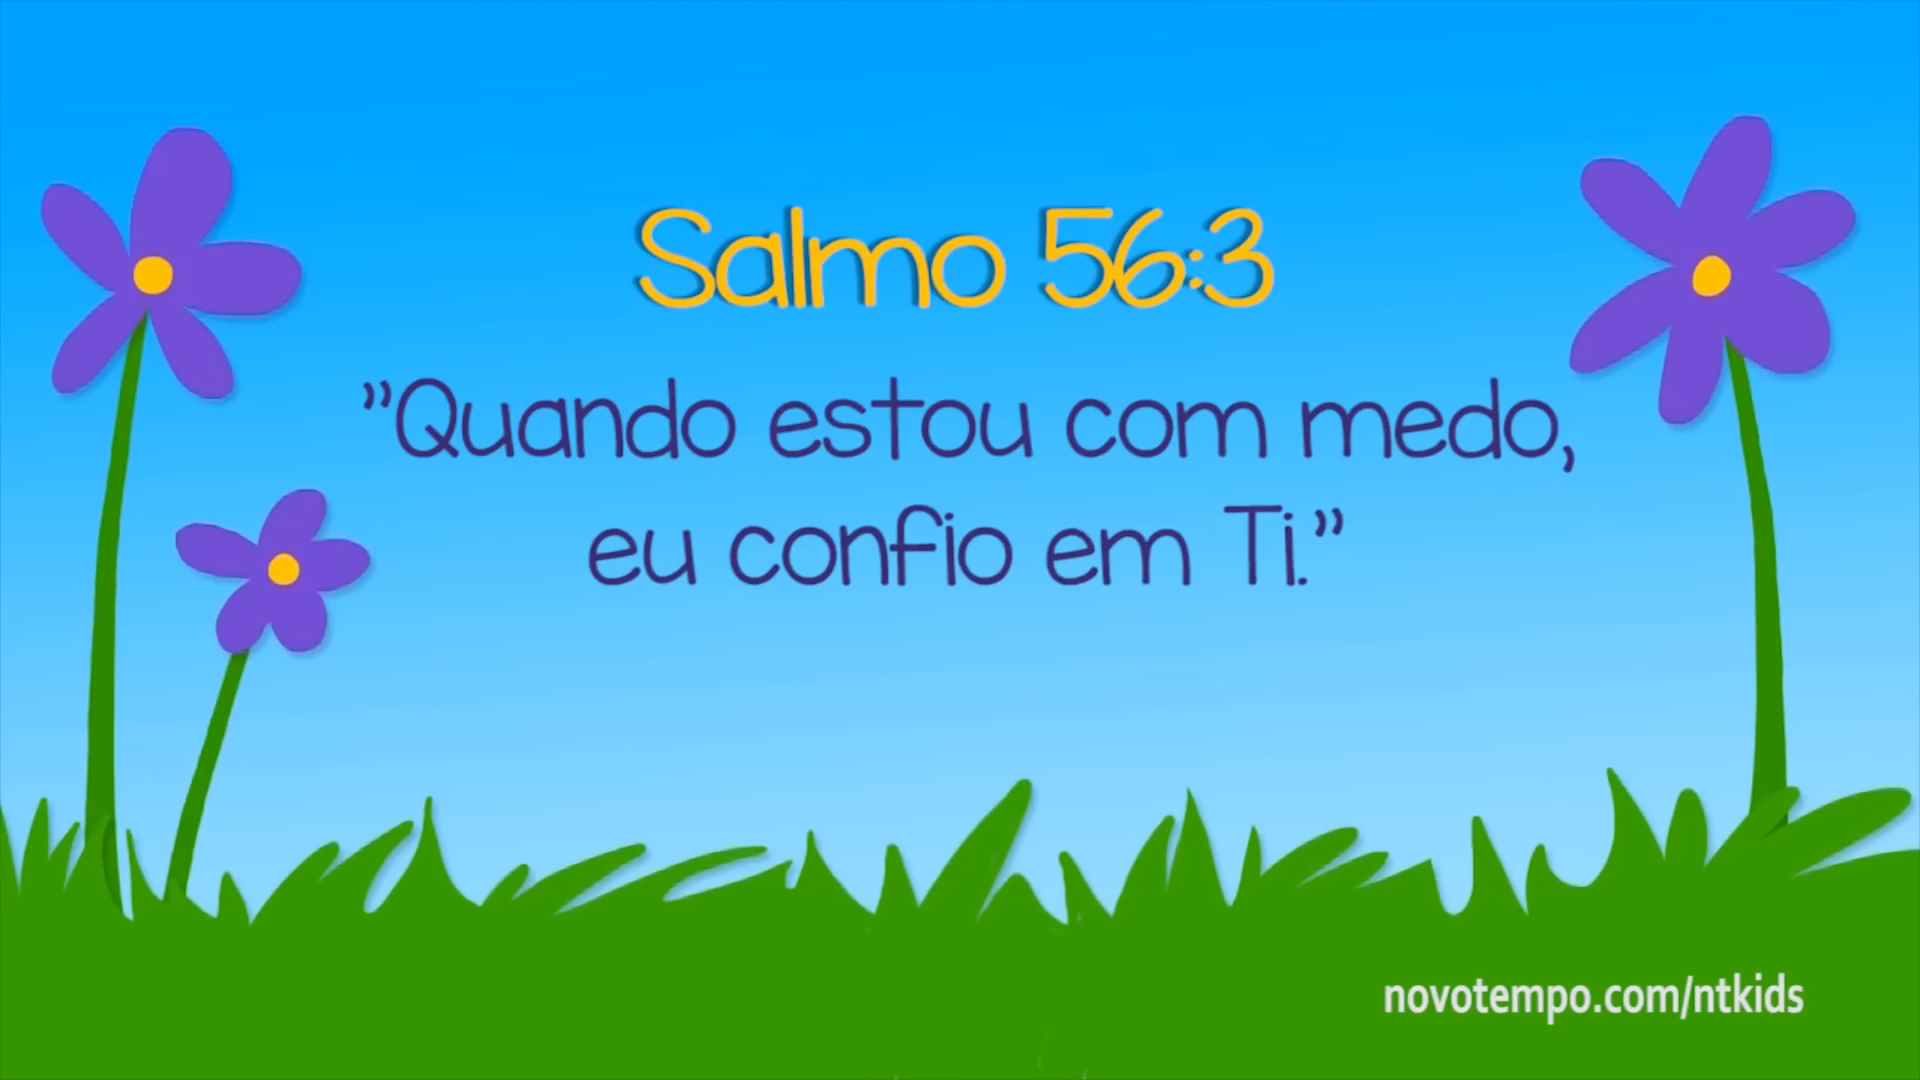 Salmo 56:3
”Quando estou com medo,
eu confio em Ti.”
novotempo.com/ntkids